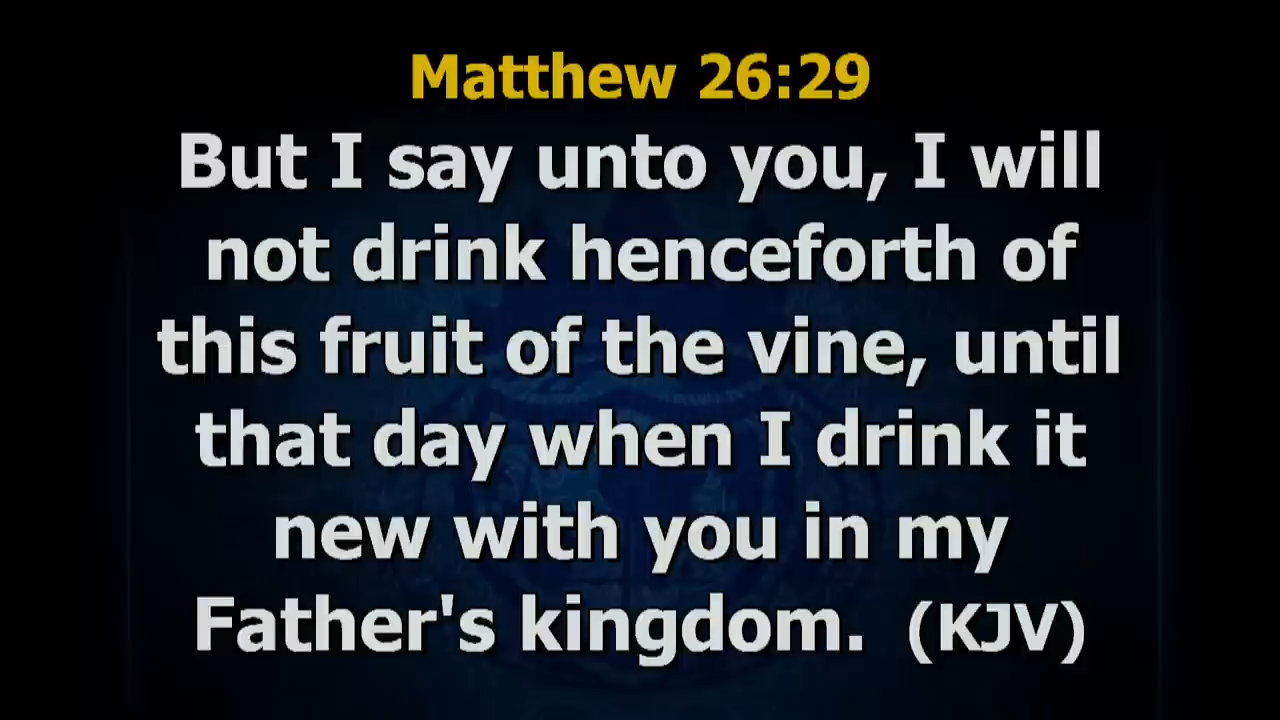 Matthew 26:29
But I say unto you, I will
not drink henceforth of
this fruit of the vine, until
that day when I drink it
new with you in my
Father's kingdom.  (KJV)